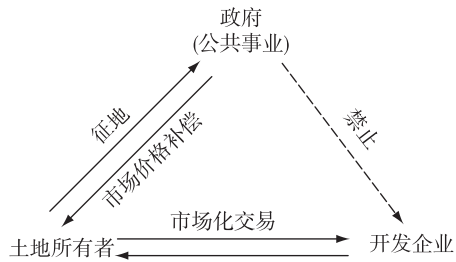 政府
(公共事业)
征地
市场价格补偿
禁止
市场化交易
土地所有者
开发企业